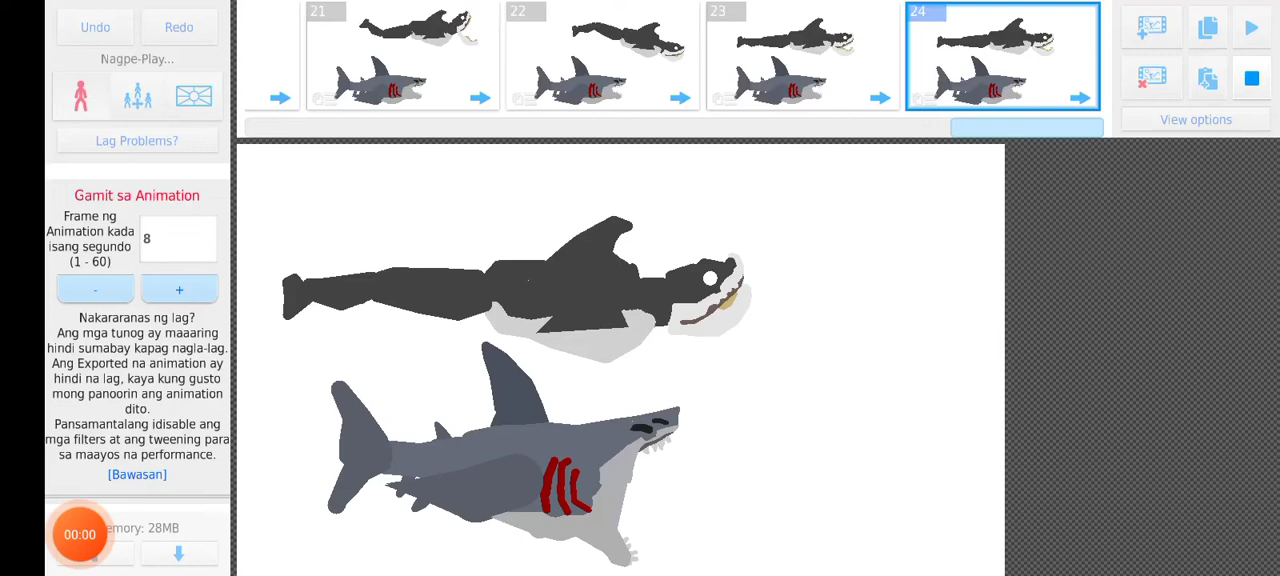 Undo
Redo
21
22
23
24
Nagpe-Play...
View options
Lag Problems?
Gamit sa Animation
Frame ng
Animation kada
isang segundo
(1 - 60)
8
-
+
Nakararanas ng lag?
Ang mga tunog ay maaaring
hindi sumabay kapag nagla-lag.
Ang Exported na animation ay
hindi na lag, kaya kung gusto
mong panoorin ang animation
dito.
Pansamantalang idisable ang
mga filters at ang tweening para
sa maayos na performance.
[Bawasan]
00:00
emory: 28MB